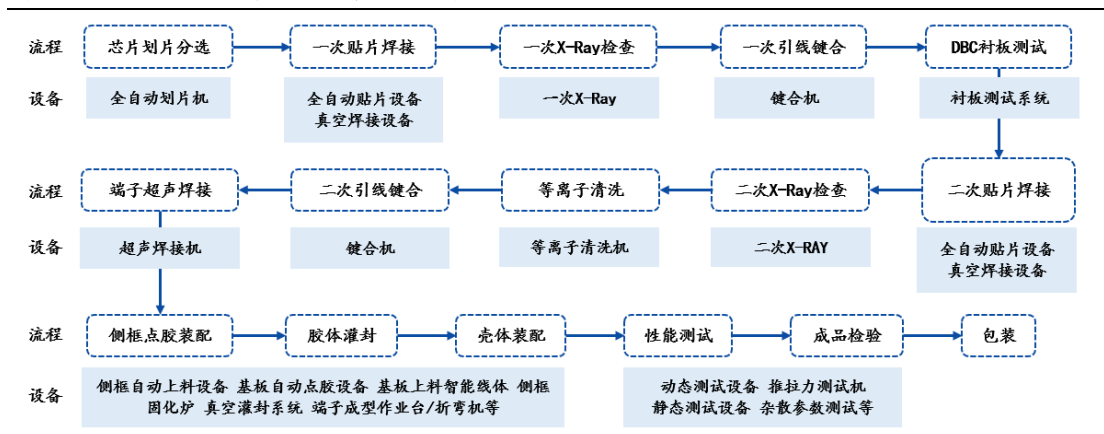 流程 芯片划片分选 一次贴片焊接 一次X-Ray检查 一次引线键合 DBC衬板测试
设备 全自动划片机 全自动贴片设备 一次X-Ray 键合机 衬板测试系统
真空焊接设备
流程 端子超声焊接 二次引线键合 等离子清洗 二次X-Ray检查 二次贴片焊接
设备 超声焊接机 键合机 等离子清洗机 二次X-RAY 全自动贴片设备
真空焊接设备
流程 侧框点胶装配 胶体灌封 壳体装配 性能测试 成品检验 包装
设备 侧框自动上料设备 基板自动点胶设备 基板上料智能线体 侧框 动态测试设备 推拉力测试机
固化炉 真空灌封系统 端子成型作业台/折弯机等 静态测试设备 杂散参数测试等